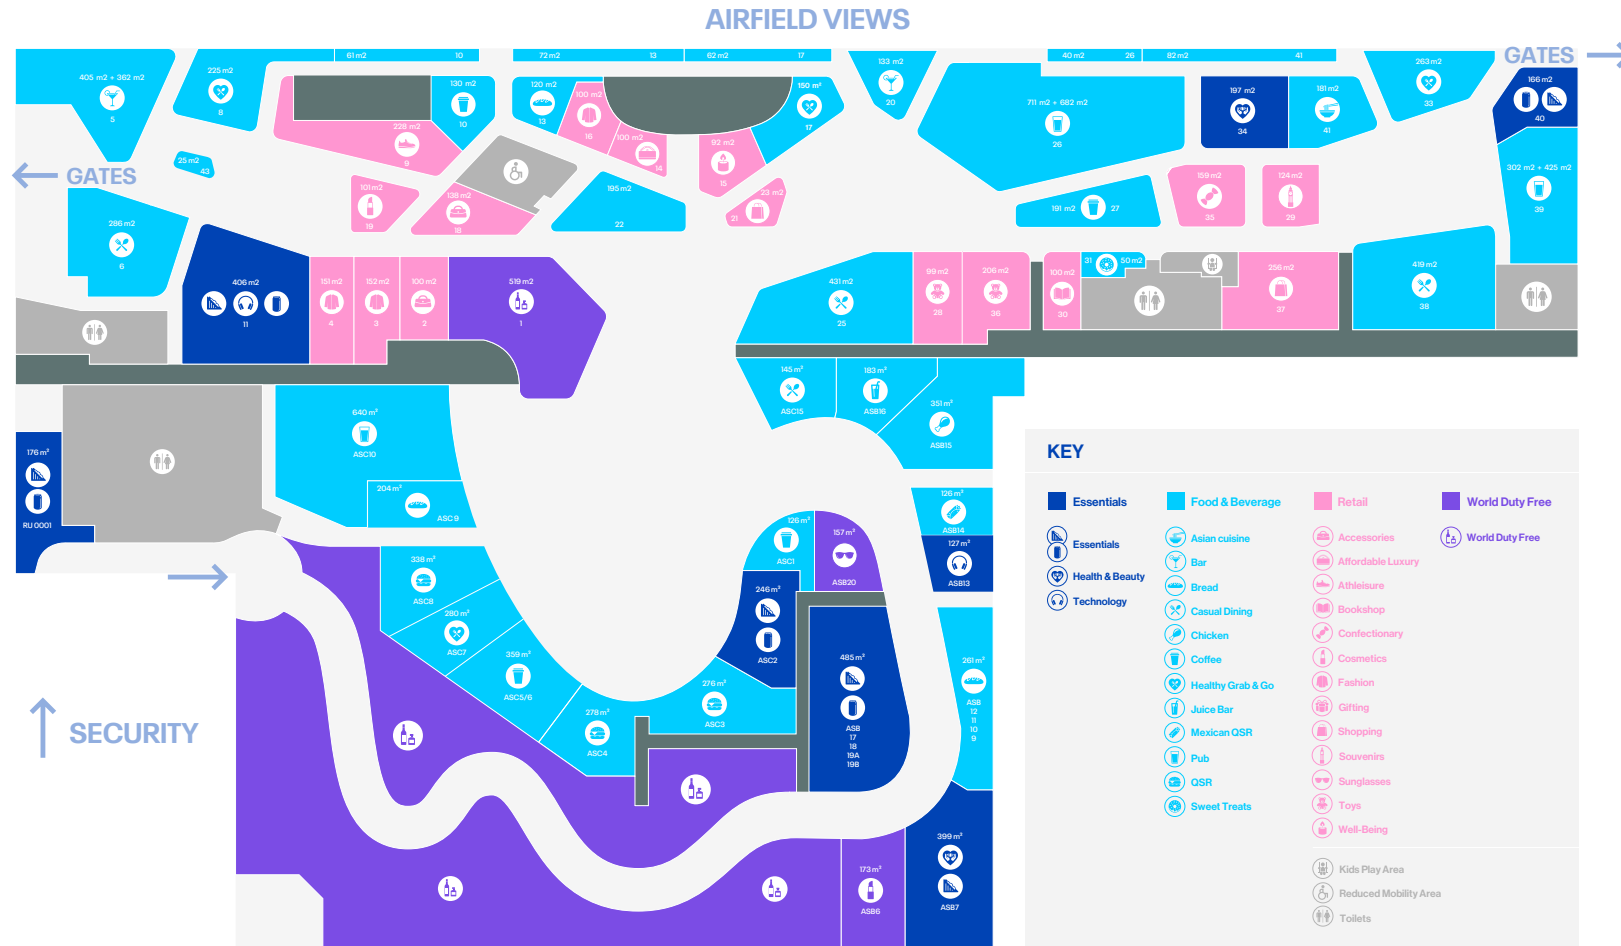 AIRFIELD VIEWS
61 m2 10
72 m2 13
62 m2 17
40 m2 26
82 m2 41
GATES
405 m2 + 362 m2
5
225 m2
8
130 m2
10
120 m2
13
100 m2
16
100 m2
14
150 m²
17
133 m2
20
711 m2 + 682 m2
26
197 m2
34
181 m2
41
263 m2
33
166 m2
40
228 m2
9
92 m2
15
25 m2
43
GATES
101 m2
19
138 m2
18
195 m2
22
23 m2
21
191 m2 27
159 m2
35
124 m2
29
302 m2 + 425 m2
39
286 m2
6
406 m2
11
151 m2
4
152 m2
3
100 m2
2
519 m2
1
431 m2
25
99 m2
28
206 m2
36
100 m2
30
31 50 m2
256 m2
37
419 m2
38
145 m²
ASC15
183 m²
ASB16
351 m²
ASB15
640 m²
ASC10
204 m²
ASC 9
176 m²
RU 0001
126 m²
ASB14
127 m²
ASB13
126 m²
ASC1
157 m²
ASB20
338 m²
ASC8
280 m²
ASC7
359 m²
ASC5/6
278 m²
ASC4
276 m²
ASC3
246 m²
ASC2
485 m²
ASB
17
18
19A
19B
261 m²
ASB
12
11
10
9
SECURITY
173 m²
ASB6
399 m²
ASB7
KEY
Essentials
Essentials
Health & Beauty
Technology
Food & Beverage
Asian cuisine
Bar
Bread
Casual Dining
Chicken
Coffee
Healthy Grab & Go
Juice Bar
Mexican QSR
Pub
QSR
Sweet Treats
Retail
Accessories
Affordable Luxury
Athleisure
Bookshop
Confectionary
Cosmetics
Fashion
Gifting
Shopping
Souvenirs
Sunglasses
Toys
Well-Being
World Duty Free
World Duty Free
Kids Play Area
Reduced Mobility Area
Toilets